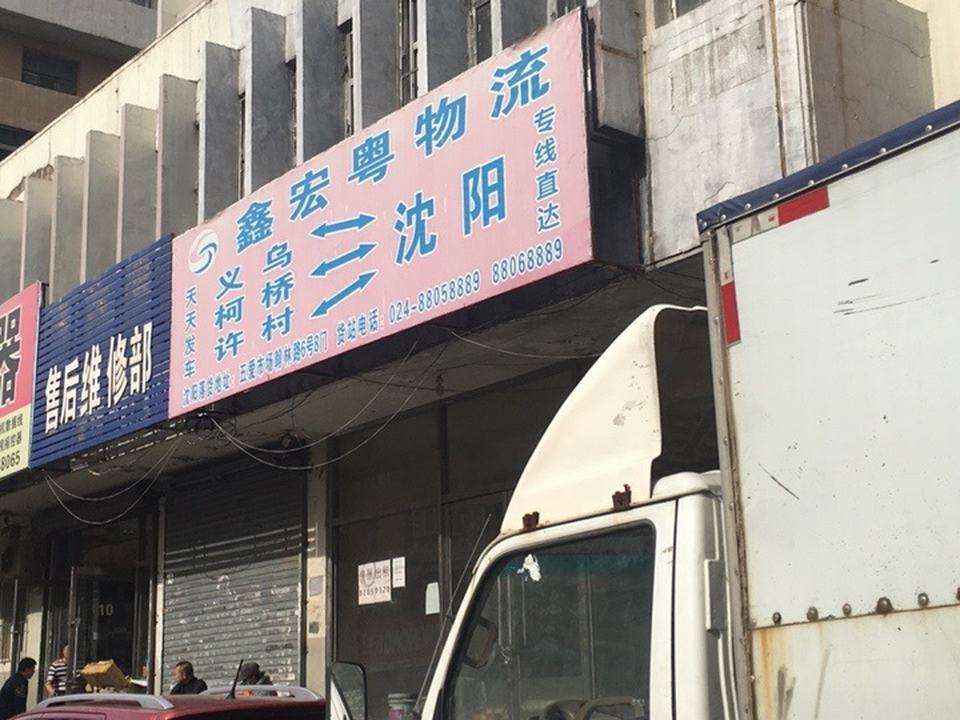 鑫宏粤物流
专线直达
天天发车
义乌
柯桥
许村
沈阳
沈阳落货地址：五爱市场翰林路6号8门 货站电话：024-88058889 88068889
售后维修部
器
8065
10